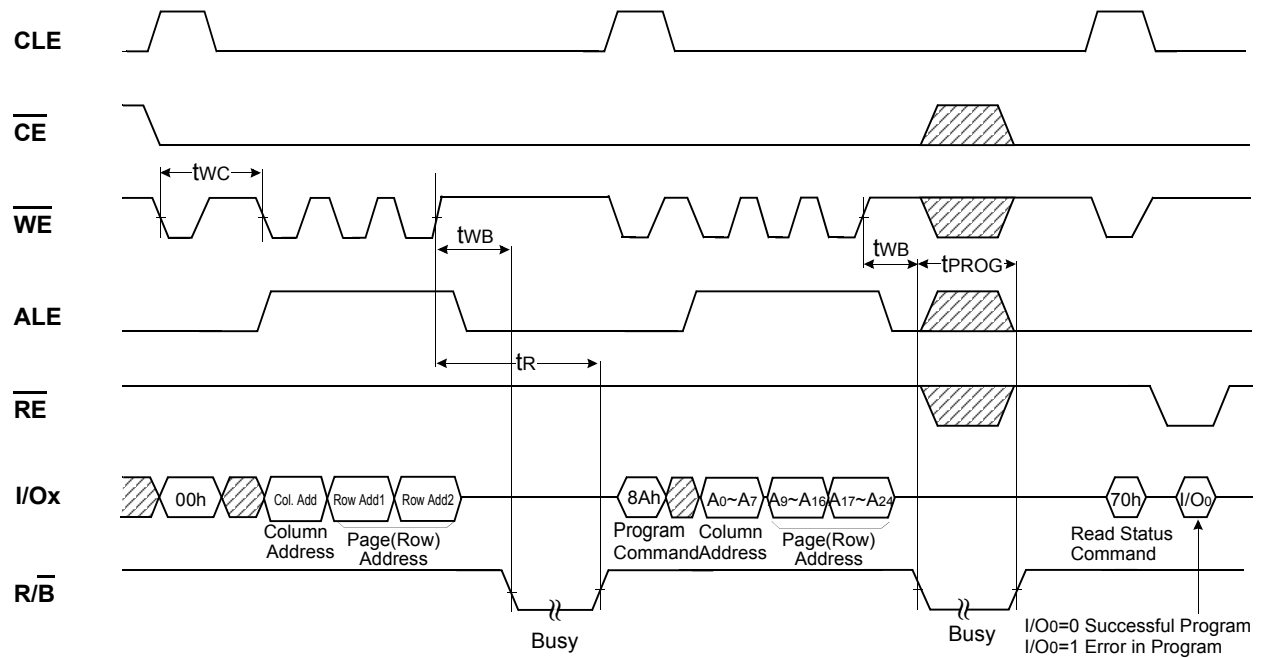 CLE
CE
tWC
WE
tWB
tWB
tPROG
ALE
tR
RE
I/Ox
00h
Col. Add
Row Add1
Row Add2
8Ah
A0~A7
A9~A16
A17~A24
70h
I/O0
Column
Address
Page(Row)
Address
Program
Command
Column
Address
Page(Row)
Address
Read Status
Command
R/B
Busy
Busy
I/O0=0 Successful Program
I/O0=1 Error in Program